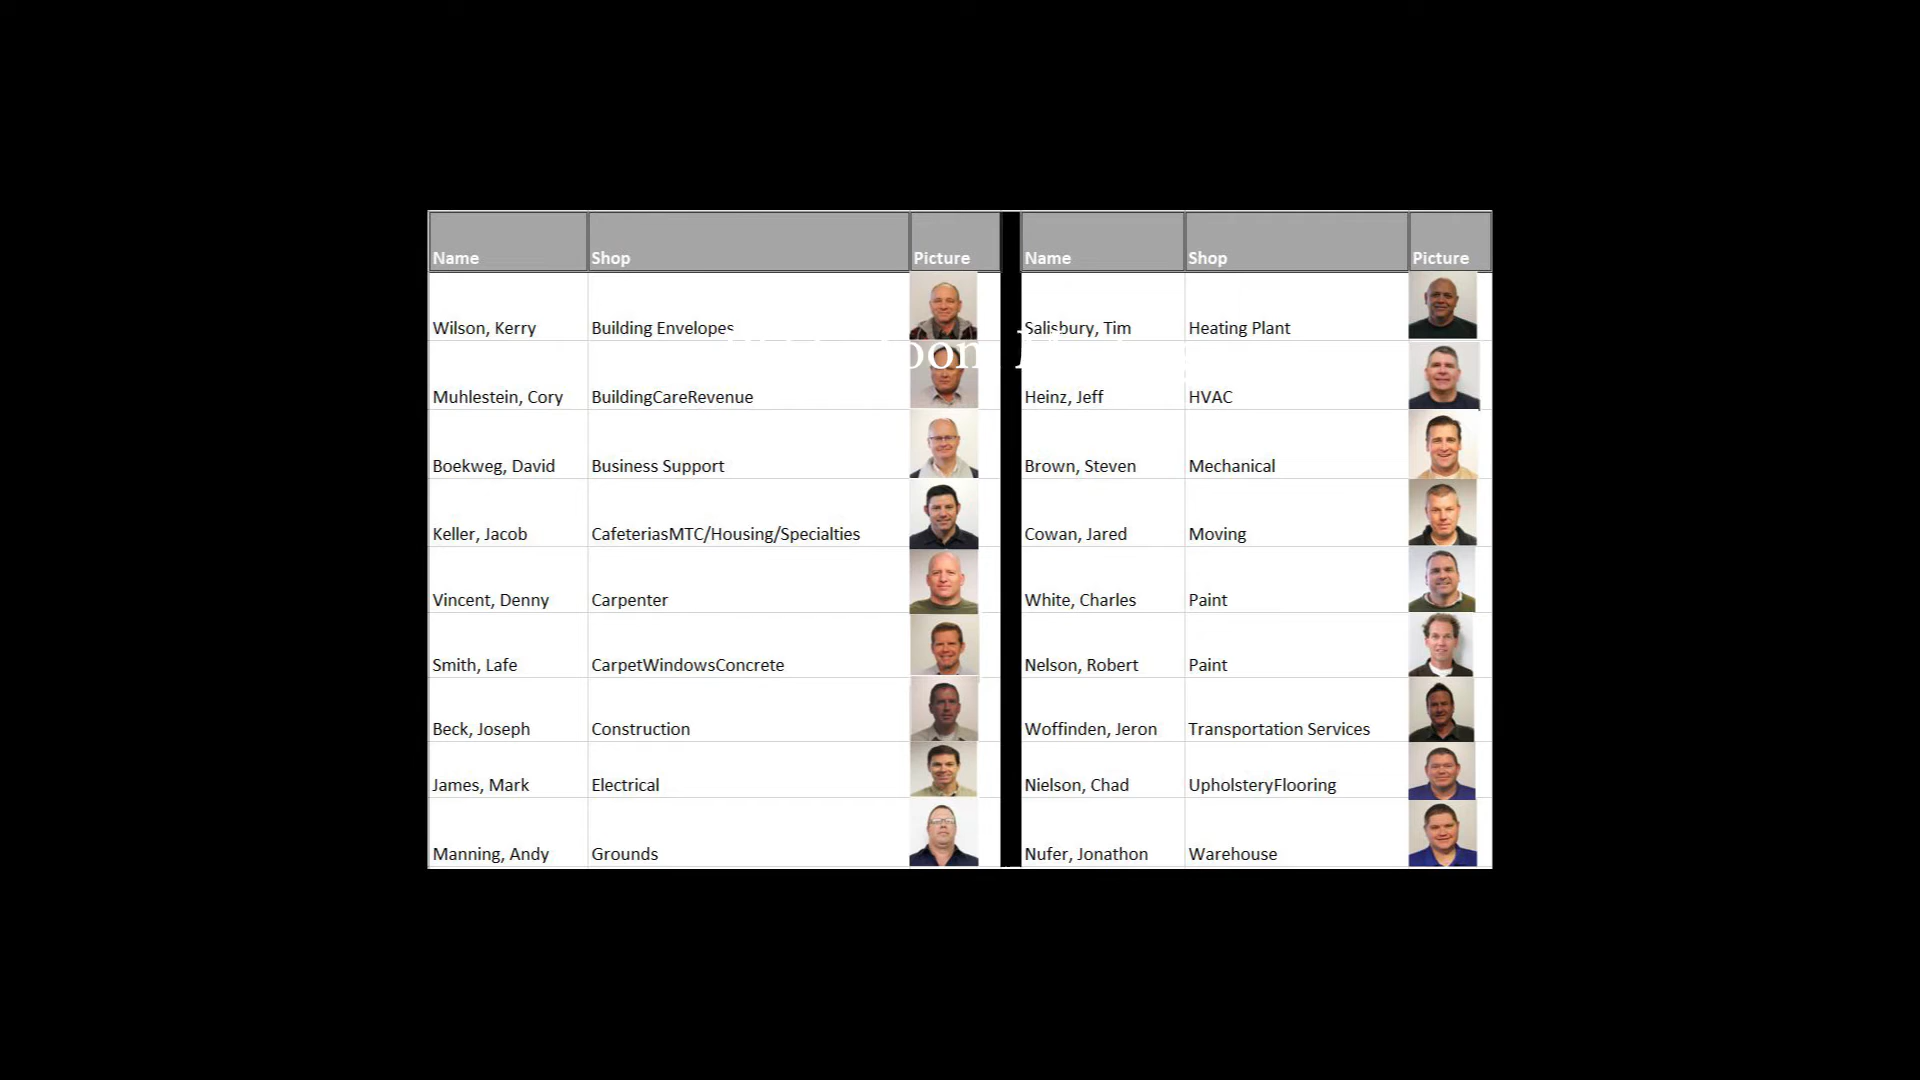 Name Shop Picture
Wilson, Kerry Building Envelopes
Muhlestein, Cory BuildingCareRevenue
Boekweg, David Business Support
Keller, Jacob CafeteriasMTC/Housing/Specialties
Vincent, Denny Carpenter
Smith, Lafe CarpetWindowsConcrete
Beck, Joseph Construction
James, Mark Electrical
Manning, Andy Grounds
Name Shop Picture
Salisbury, Tim Heating Plant
Heinz, Jeff HVAC
Brown, Steven Mechanical
Cowan, Jared Moving
White, Charles Paint
Nelson, Robert Paint
Woffinden, Jeron Transportation Services
Nielson, Chad UpholsteryFlooring
Nufer, Jonathon Warehouse